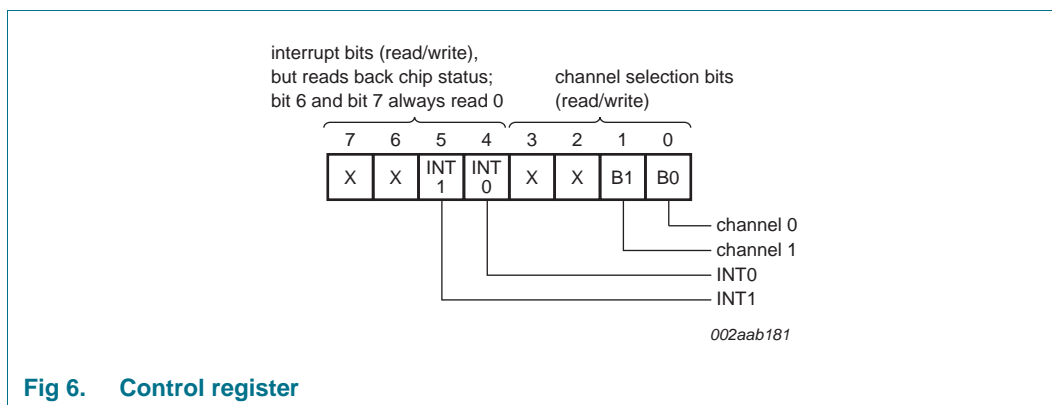 interrupt bits (read/write),
but reads back chip status;
bit 6 and bit 7 always read 0
channel selection bits
(read/write)
7 6 5 4 3 2 1 0
X X INT 1 INT 0 X X B1 B0
channel 0
channel 1
INT0
INT1
002aab181
Fig 6. Control register